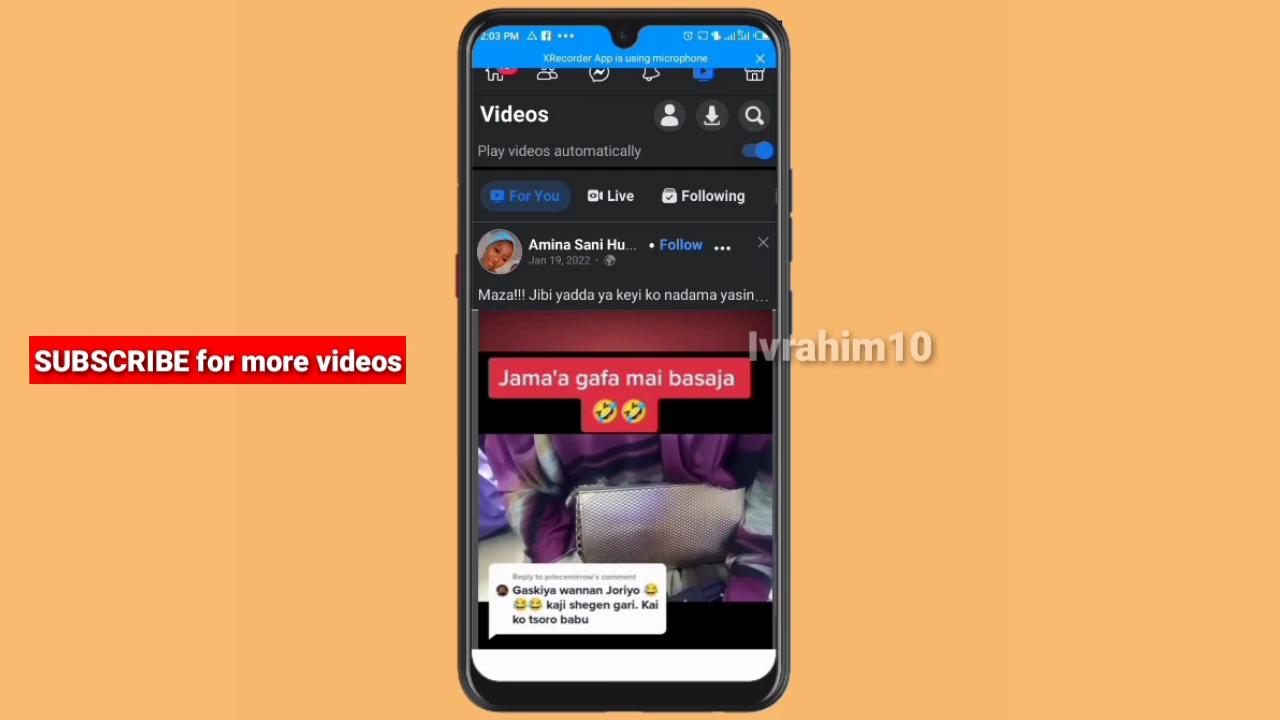 2:03 PM
XRecorder App is using microphone
Videos
Play videos automatically
For You
Live
Following
Amina Sani Hu... • Follow
Jan 19, 2022 ·
Maza!!! Jibi yadda ya keyi ko nadama yasin...
Jama'a gafa mai basaja
🤣🤣
Reply to princemirrow's comment
Gaskiya wannan Joriyo 😂
😂😂 kaji shegen gari. Kai
ko tsoro babu
SUBSCRIBE for more videos
Ivrahim10